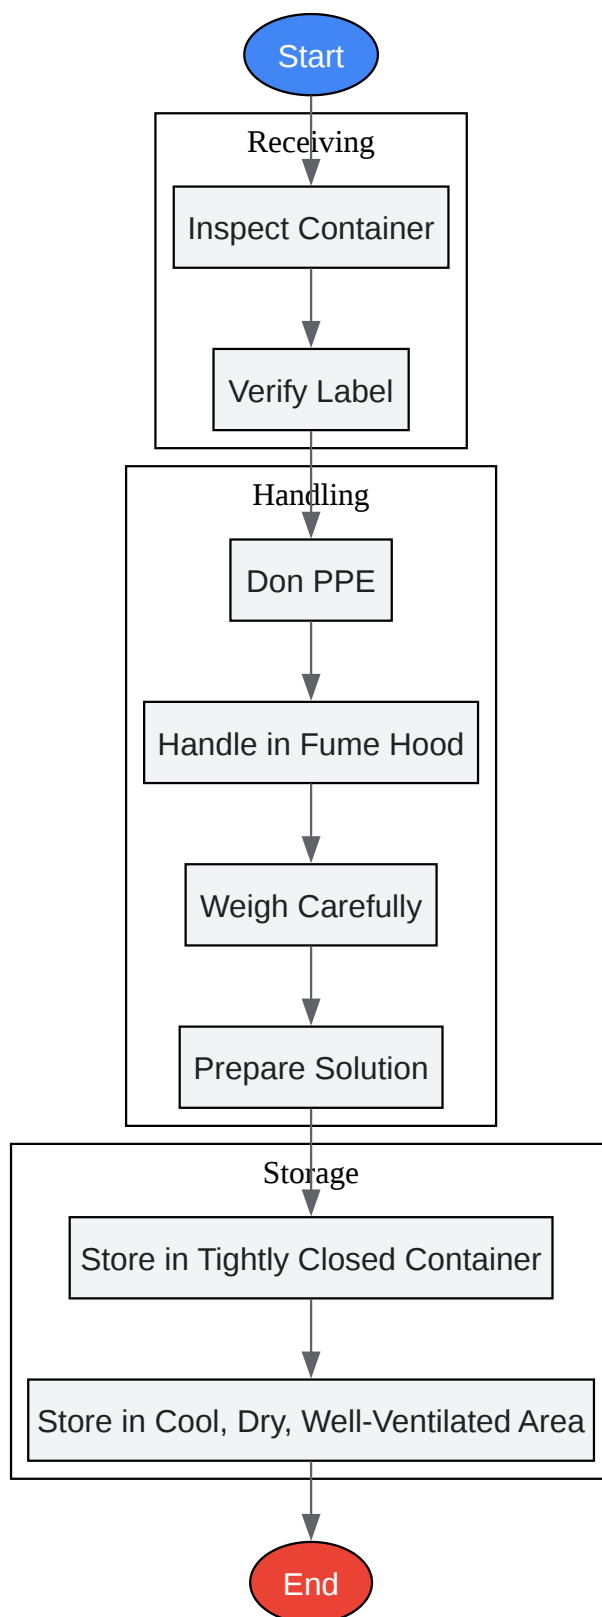 Start
Receiving
Inspect Container
Verify Label
Handling
Don PPE
Handle in Fume Hood
Weigh Carefully
Prepare Solution
Storage
Store in Tightly Closed Container
Store in Cool, Dry, Well-Ventilated Area
End